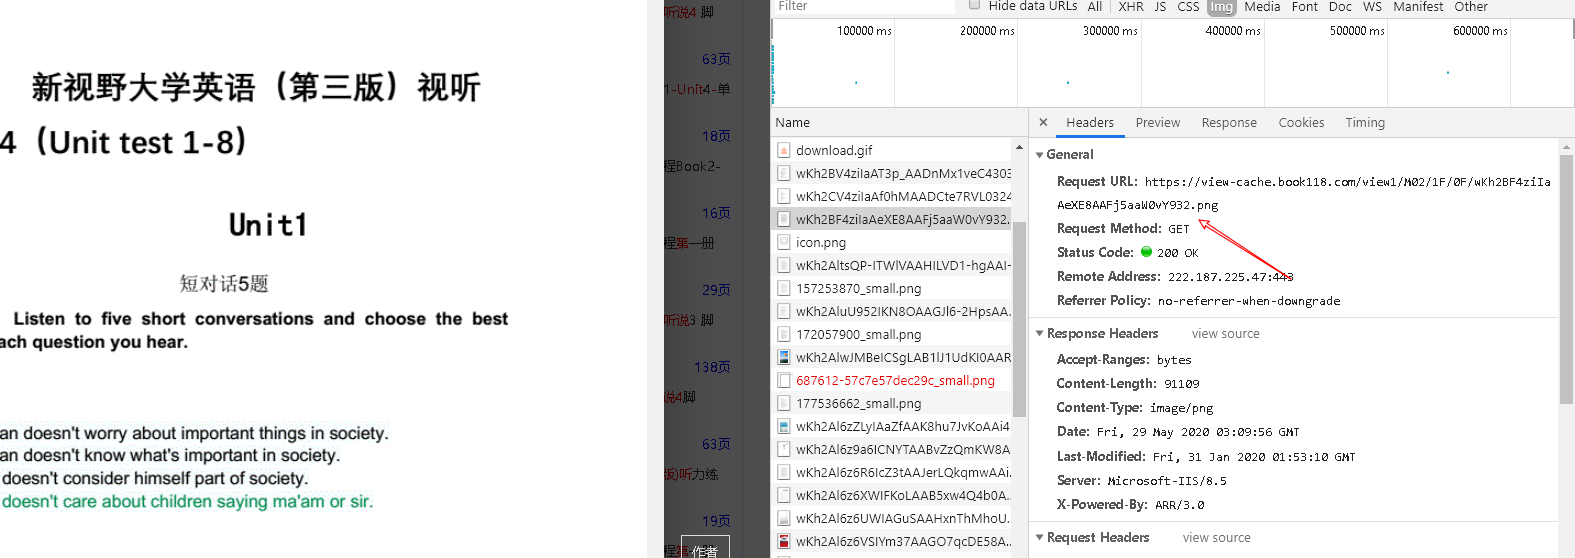 新视野大学英语（第三版）视听
4（Unit test 1-8）
Unit1
短对话5题
Listen to five short conversations and choose the best
ach question you hear.
an doesn't worry about important things in society.
an doesn't know what's important in society.
doesn't consider himself part of society.
doesn't care about children saying ma'am or sir.
听说4 脚
63页
1-Unit4-单
18页
程Book2-
16页
程第一册
29页
听说3 脚
138页
说4脚
63页
版)听力练
19页
程第
作者
Filter
Hide data URLs All XHR JS CSS Img Media Font Doc WS Manifest Other
100000 ms 200000 ms 300000 ms 400000 ms 500000 ms 600000 ms
Name
download.gif
wKh2BV4ziIaAT3p_AADnMx1veC4303
wKh2CV4ziIaAf0hMAADCte7RVL0324
wKh2BF4ziIaAeXE8AAFj5aaW0vY932.
icon.png
wKh2AltsQP-ITWlVAAHILVD1-hgAAI-
157253870_small.png
wKh2AluU952IKN8OAAGJl6-2HpsAA.
172057900_small.png
wKh2AlwJMBeICSgLAB1lJ1UdKI0AAR
687612-57c7e57dec29c_small.png
177536662_small.png
wKh2Al6zZLyIAaZfAAK8hu7JvKoAAi4
wKh2Al6z9a6ICNYTAABvZzQmKW8A
wKh2Al6z6R6IcZ3tAAJerLQkqmwAAi.
wKh2Al6z6XWIFKoLAAB5xw4Q4b0A...
wKh2Al6z6UWIAGuSAAHxnThMhoU...
wKh2Al6z6VSIYm37AAGO7qcDE58A...
× Headers Preview Response Cookies Timing
General
Request URL: https://view-cache.book118.com/view1/M02/1F/0F/wKh2BF4ziIa
AeXE8AAFj5aaW0vY932.png
Request Method: GET
Status Code: 200 OK
Remote Address: 222.187.225.47:443
Referrer Policy: no-referrer-when-downgrade
Response Headers view source
Accept-Ranges: bytes
Content-Length: 91109
Content-Type: image/png
Date: Fri, 29 May 2020 03:09:56 GMT
Last-Modified: Fri, 31 Jan 2020 01:53:10 GMT
Server: Microsoft-IIS/8.5
X-Powered-By: ARR/3.0
Request Headers view source